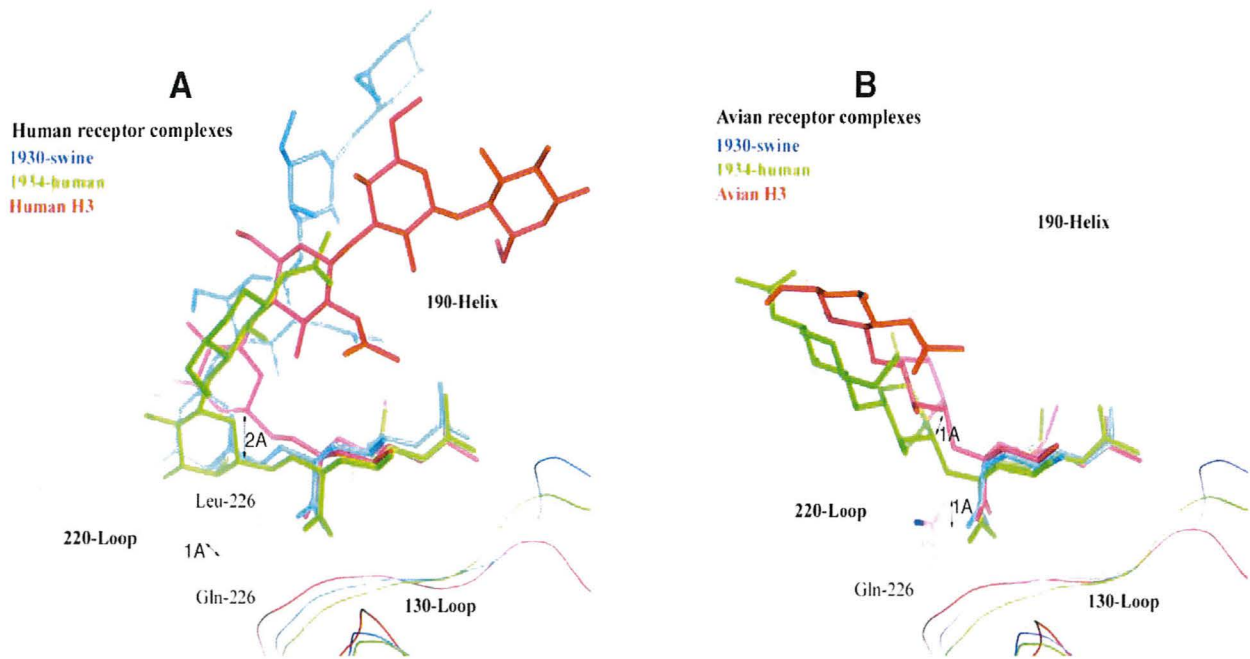 A
Human receptor complexes
1930-swine
1934-human
Human H3
190-Helix
2A
Leu-226
220-Loop
1A
Gln-226
130-Loop
B
Avian receptor complexes
1930-swine
1934-human
Avian H3
190-Helix
1A
220-Loop
1A
Gln-226
130-Loop